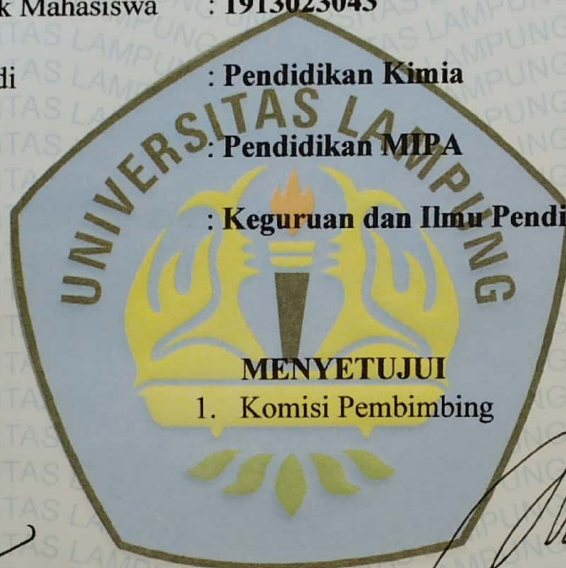 k Mahasiswa : 1913023043
di : Pendidikan Kimia
: Pendidikan MIPA
: Keguruan dan Ilmu Pendi
UNIVERSITAS LAMPUNG
MENYETUJUI
1. Komisi Pembimbing